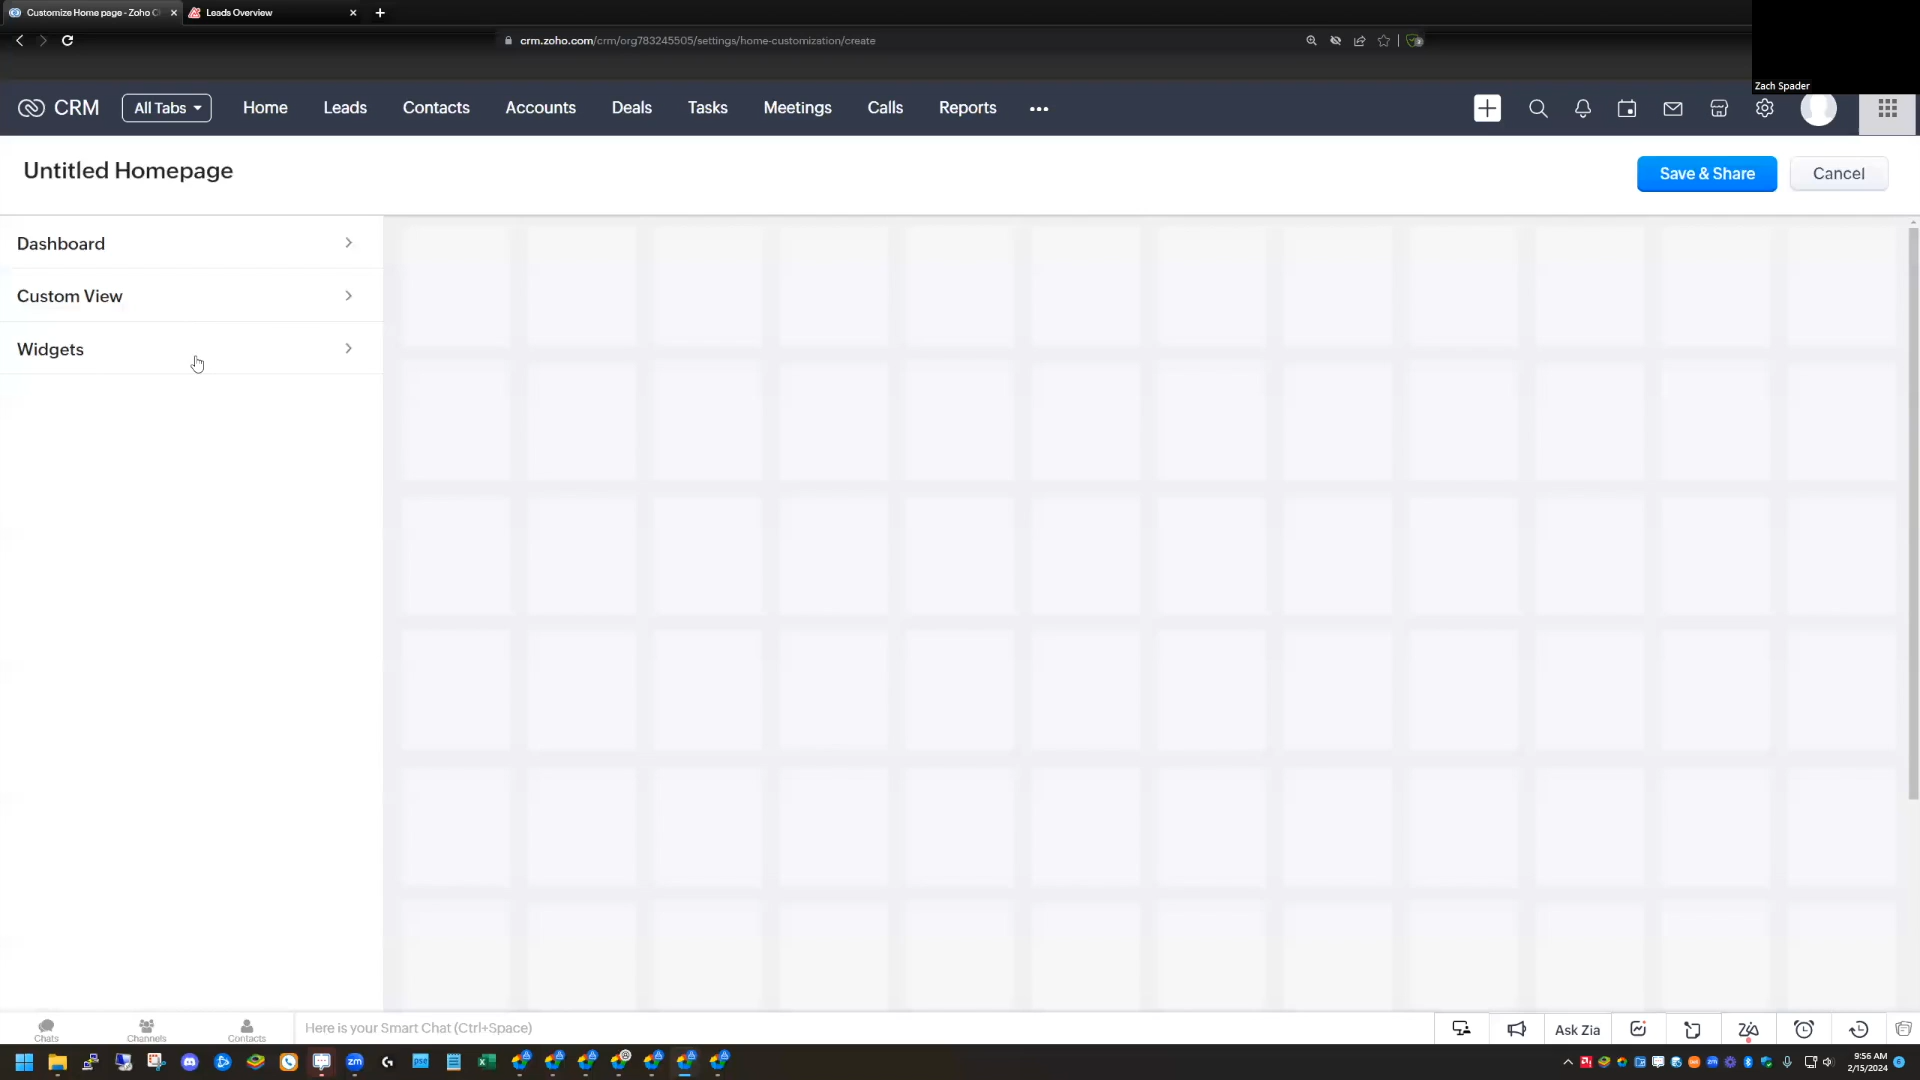 Customize Home page - Zoho C
Leads Overview
crm.zoho.com/crm/org783245505/settings/home-customization/create
Zach Spader
CRM
All Tabs
Home
Leads
Contacts
Accounts
Deals
Tasks
Meetings
Calls
Reports
Untitled Homepage
Save & Share
Cancel
Dashboard
Custom View
Widgets
Chats
Channels
Contacts
Here is your Smart Chat (Ctrl+Space)
Ask Zia
9:56 AM
2/15/2024